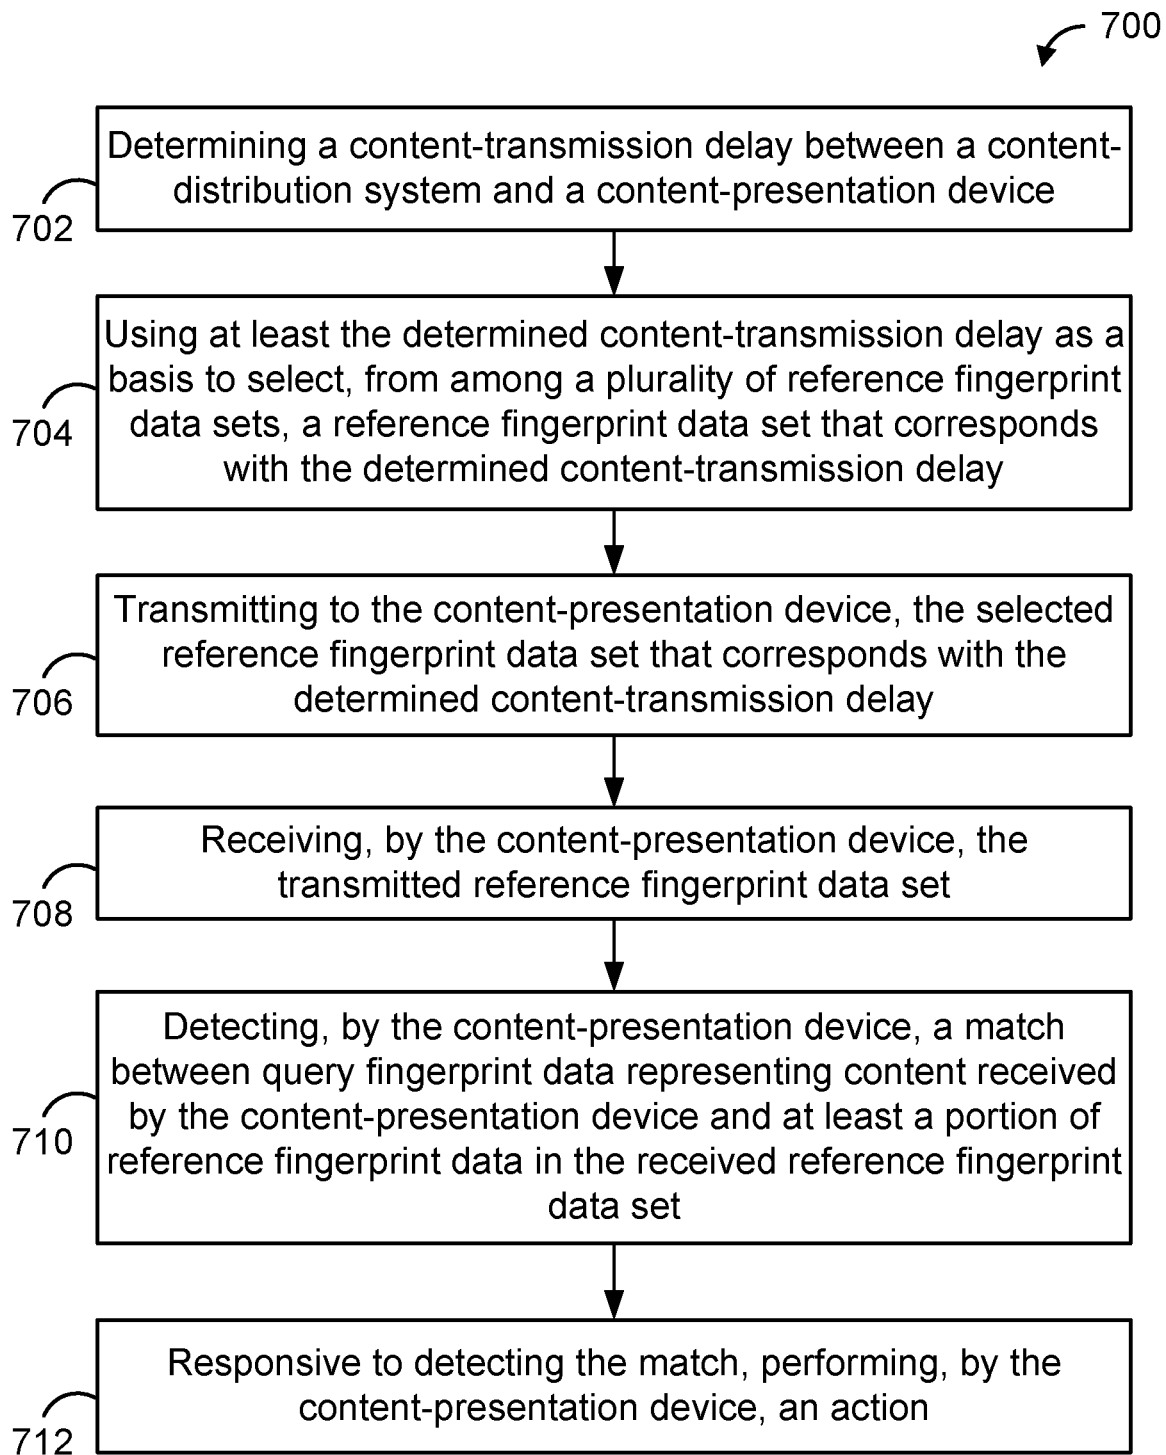 700
Determining a content-transmission delay between a content-
distribution system and a content-presentation device
702
Using at least the determined content-transmission delay as a
basis to select, from among a plurality of reference fingerprint
data sets, a reference fingerprint data set that corresponds
with the determined content-transmission delay
704
Transmitting to the content-presentation device, the selected
reference fingerprint data set that corresponds with the
determined content-transmission delay
706
Receiving, by the content-presentation device, the
transmitted reference fingerprint data set
708
Detecting, by the content-presentation device, a match
between query fingerprint data representing content received
by the content-presentation device and at least a portion of
reference fingerprint data in the received reference fingerprint
data set
710
Responsive to detecting the match, performing, by the
content-presentation device, an action
712